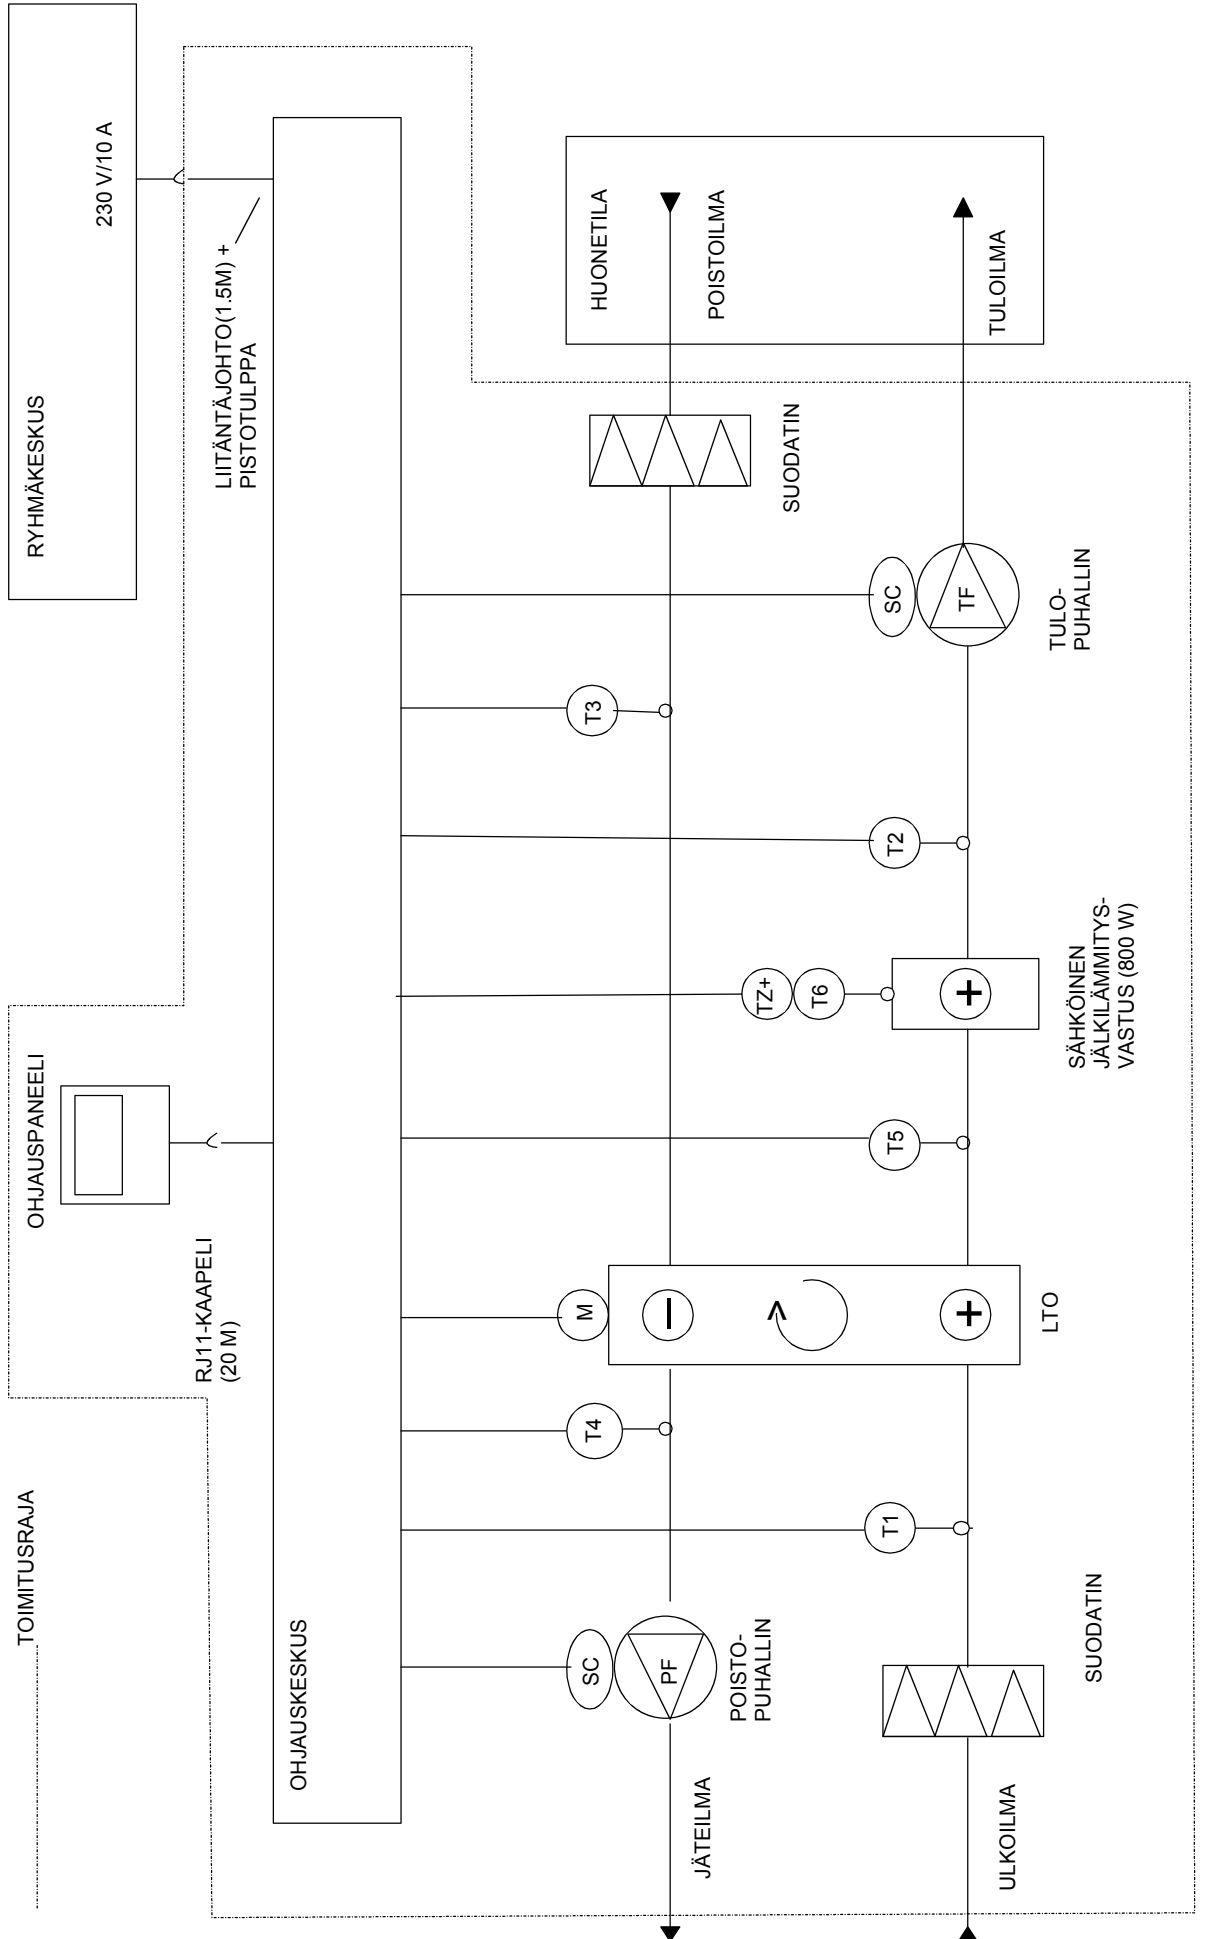 TOIMITUSRAJA
OHJAUSPANEELI
RYHMÄKESKUS
230 V/10 A
RJ11-KAAPELI
(20 M)
LIITÄNTÄJOHTO(1.5M) +
PISTOTULPPA
OHJAUSKESKUS
SC
PF
POISTO-
PUHALLIN
JÄTEILMA
T4
M
T3
SUODATIN
HUONETILA
POISTOILMA
TULOILMA
ULKOILMA
SUODATIN
T1
LTO
T5
TZ+
T6
SÄHKÖINEN
JÄLKILÄMMITYS-
VASTUS (800 W)
T2
SC
TF
TULO-
PUHALLIN